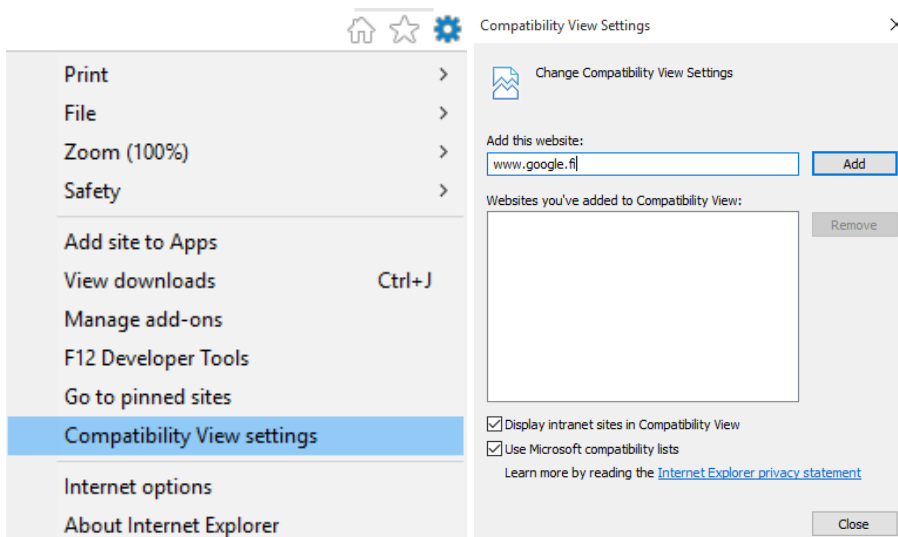 Print
File
Zoom (100%)
Safety
Add site to Apps
View downloads Ctrl+J
Manage add-ons
F12 Developer Tools
Go to pinned sites
Compatibility View settings
Internet options
About Internet Explorer
Compatibility View Settings
Change Compatibility View Settings
Add this website:
www.google.fi
Add
Websites you've added to Compatibility View:
Remove
Display intranet sites in Compatibility View
Use Microsoft compatibility lists
Learn more by reading the Internet Explorer privacy statement
Close